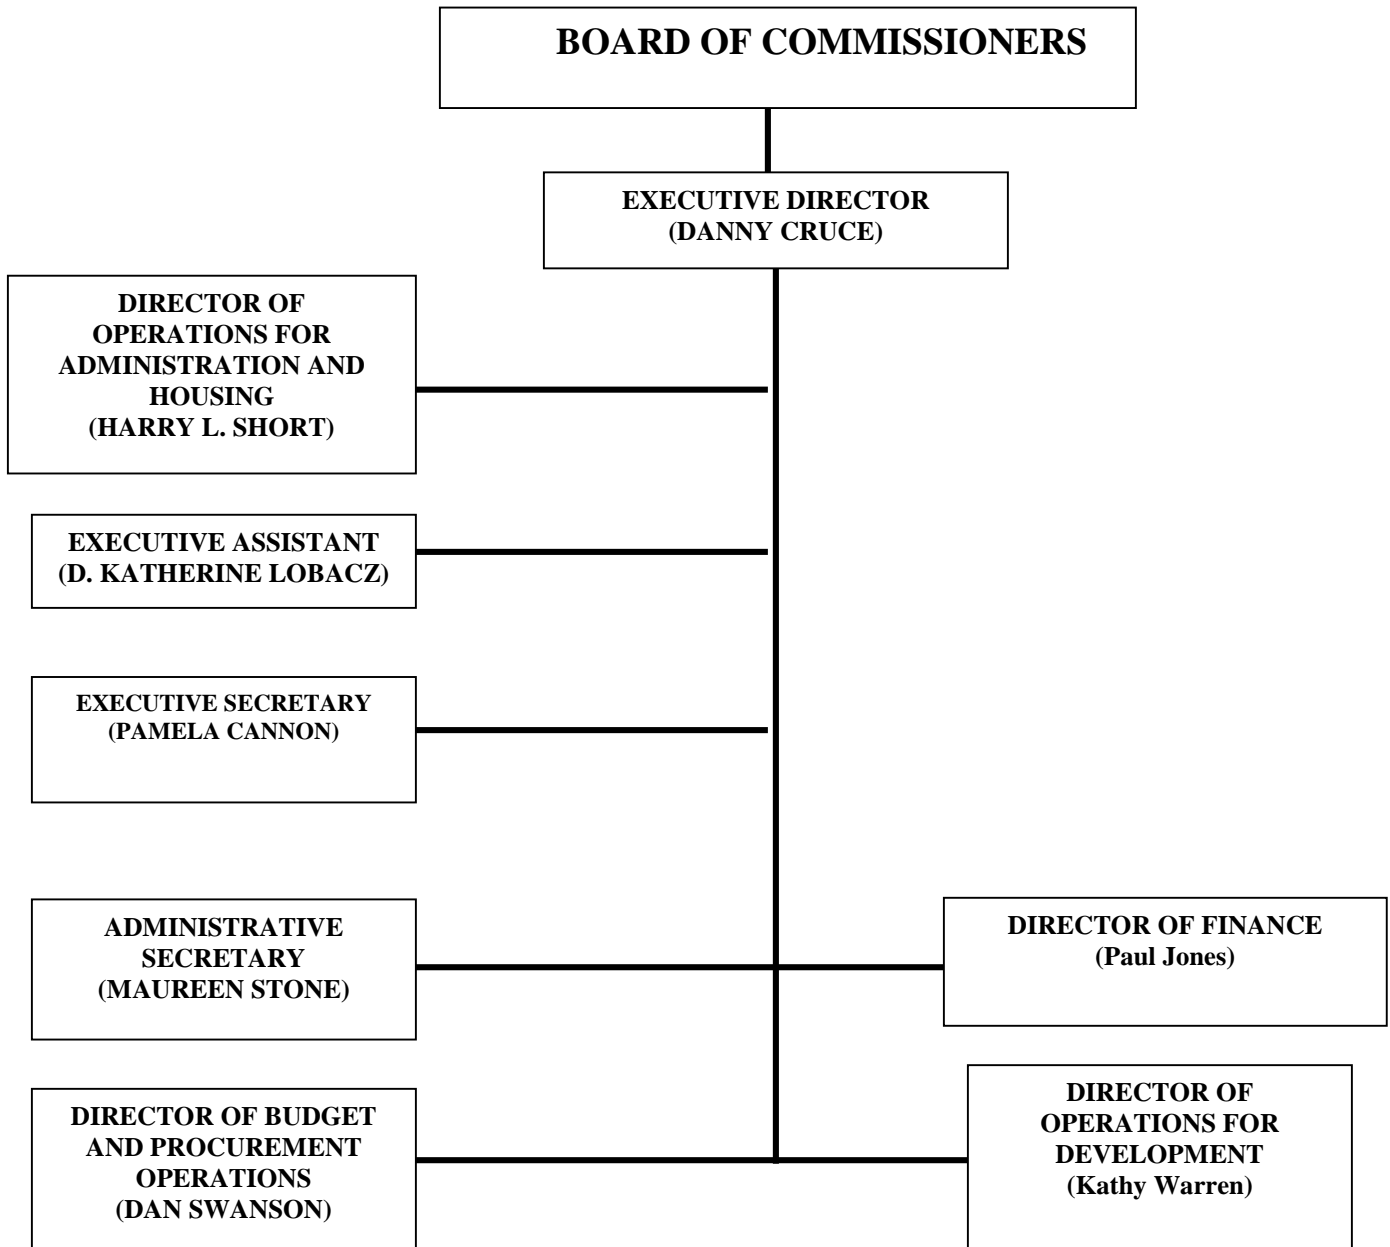 BOARD OF COMMISSIONERS
EXECUTIVE DIRECTOR
(DANNY CRUCE)
DIRECTOR OF
OPERATIONS FOR
ADMINISTRATION AND
HOUSING
(HARRY L. SHORT)
EXECUTIVE ASSISTANT
(D. KATHERINE LOBACZ)
EXECUTIVE SECRETARY
(PAMELA CANNON)
ADMINISTRATIVE
SECRETARY
(MAUREEN STONE)
DIRECTOR OF FINANCE
(Paul Jones)
DIRECTOR OF BUDGET
AND PROCUREMENT
OPERATIONS
(DAN SWANSON)
DIRECTOR OF
OPERATIONS FOR
DEVELOPMENT
(Kathy Warren)